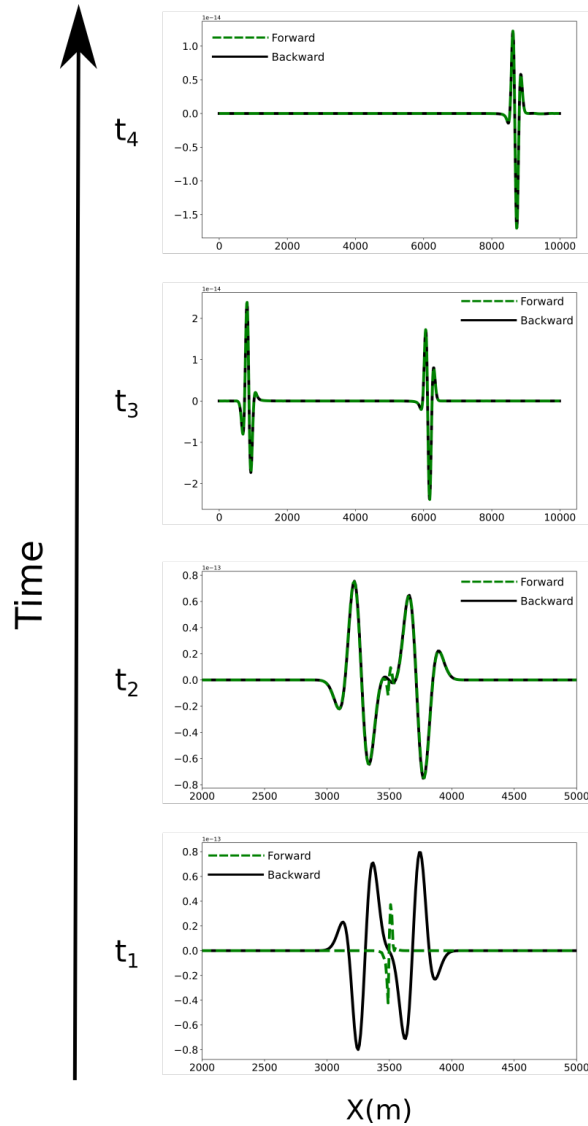 1e−14
Forward
Backward
1.0
0.5
0.0
−0.5
−1.0
−1.5
0 2000 4000 6000 8000 10000
t4
1e−14
Forward
Backward
2
1
0
−1
−2
0 2000 4000 6000 8000 10000
t3
1e−13
Forward
Backward
0.8
0.6
0.4
0.2
0.0
−0.2
−0.4
−0.6
−0.8
2000 2500 3000 3500 4000 4500 5000
t2
1e−13
Forward
Backward
0.8
0.6
0.4
0.2
0.0
−0.2
−0.4
−0.6
−0.8
2000 2500 3000 3500 4000 4500 5000
t1
Time
X(m)